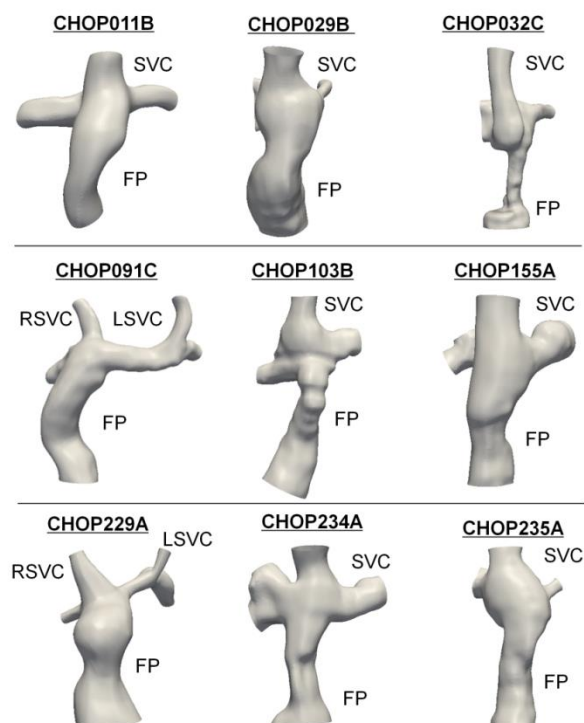 CHOP011B CHOP029B CHOP032C
SVC SVC SVC
FP FP FP
CHOP091C CHOP103B CHOP155A
RSVC LSVC SVC SVC
FP FP FP
CHOP229A CHOP234A CHOP235A
RSVC LSVC SVC SVC
FP FP FP